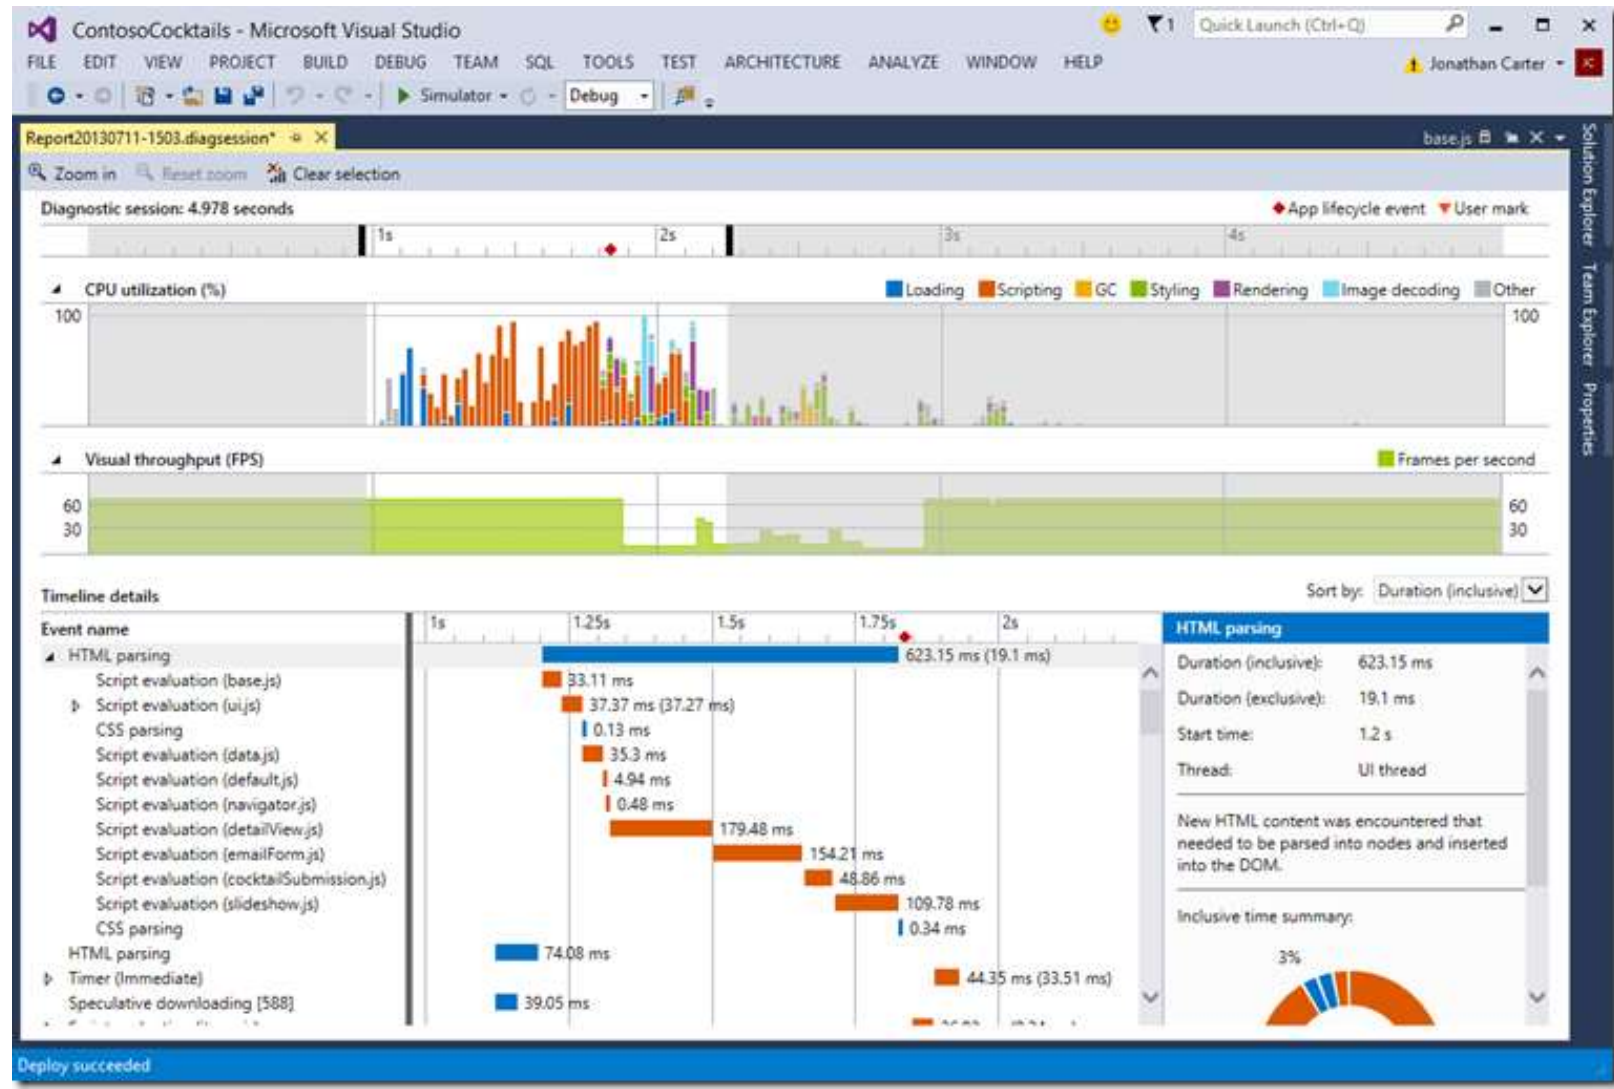 ContosoCocktails - Microsoft Visual Studio
1
Quick Launch (Ctrl+Q)
FILE EDIT VIEW PROJECT BUILD DEBUG TEAM SQL TOOLS TEST ARCHITECTURE ANALYZE WINDOW HELP
Jonathan Carter
Simulator
Debug
Report20130711-1503.diagsession*
base.js
Zoom in Reset zoom Clear selection
Diagnostic session: 4.978 seconds
App lifecycle event User mark
1s 2s 3s 4s
CPU utilization (%)
Loading Scripting GC Styling Rendering Image decoding Other
100 100
Visual throughput (FPS)
Frames per second
60 60
30 30
Timeline details
Sort by: Duration (inclusive)
Event name
1s 1.25s 1.5s 1.75s 2s
HTML parsing 623.15 ms (19.1 ms)
Script evaluation (base.js) 33.11 ms
Script evaluation (ui.js) 37.37 ms (37.27 ms)
CSS parsing 0.13 ms
Script evaluation (data.js) 35.3 ms
Script evaluation (default.js) 4.94 ms
Script evaluation (navigator.js) 0.48 ms
Script evaluation (detailView.js) 179.48 ms
Script evaluation (emailForm.js) 154.21 ms
Script evaluation (cocktailSubmission.js) 48.86 ms
Script evaluation (slideshow.js) 109.78 ms
CSS parsing 0.34 ms
HTML parsing 74.08 ms
Timer (Immediate) 44.35 ms (33.51 ms)
Speculative downloading [588] 39.05 ms
HTML parsing
Duration (inclusive): 623.15 ms
Duration (exclusive): 19.1 ms
Start time: 1.2 s
Thread: UI thread
New HTML content was encountered that
needed to be parsed into nodes and inserted
into the DOM.
Inclusive time summary:
3%
Solution Explorer
Team Explorer
Properties
Deploy succeeded